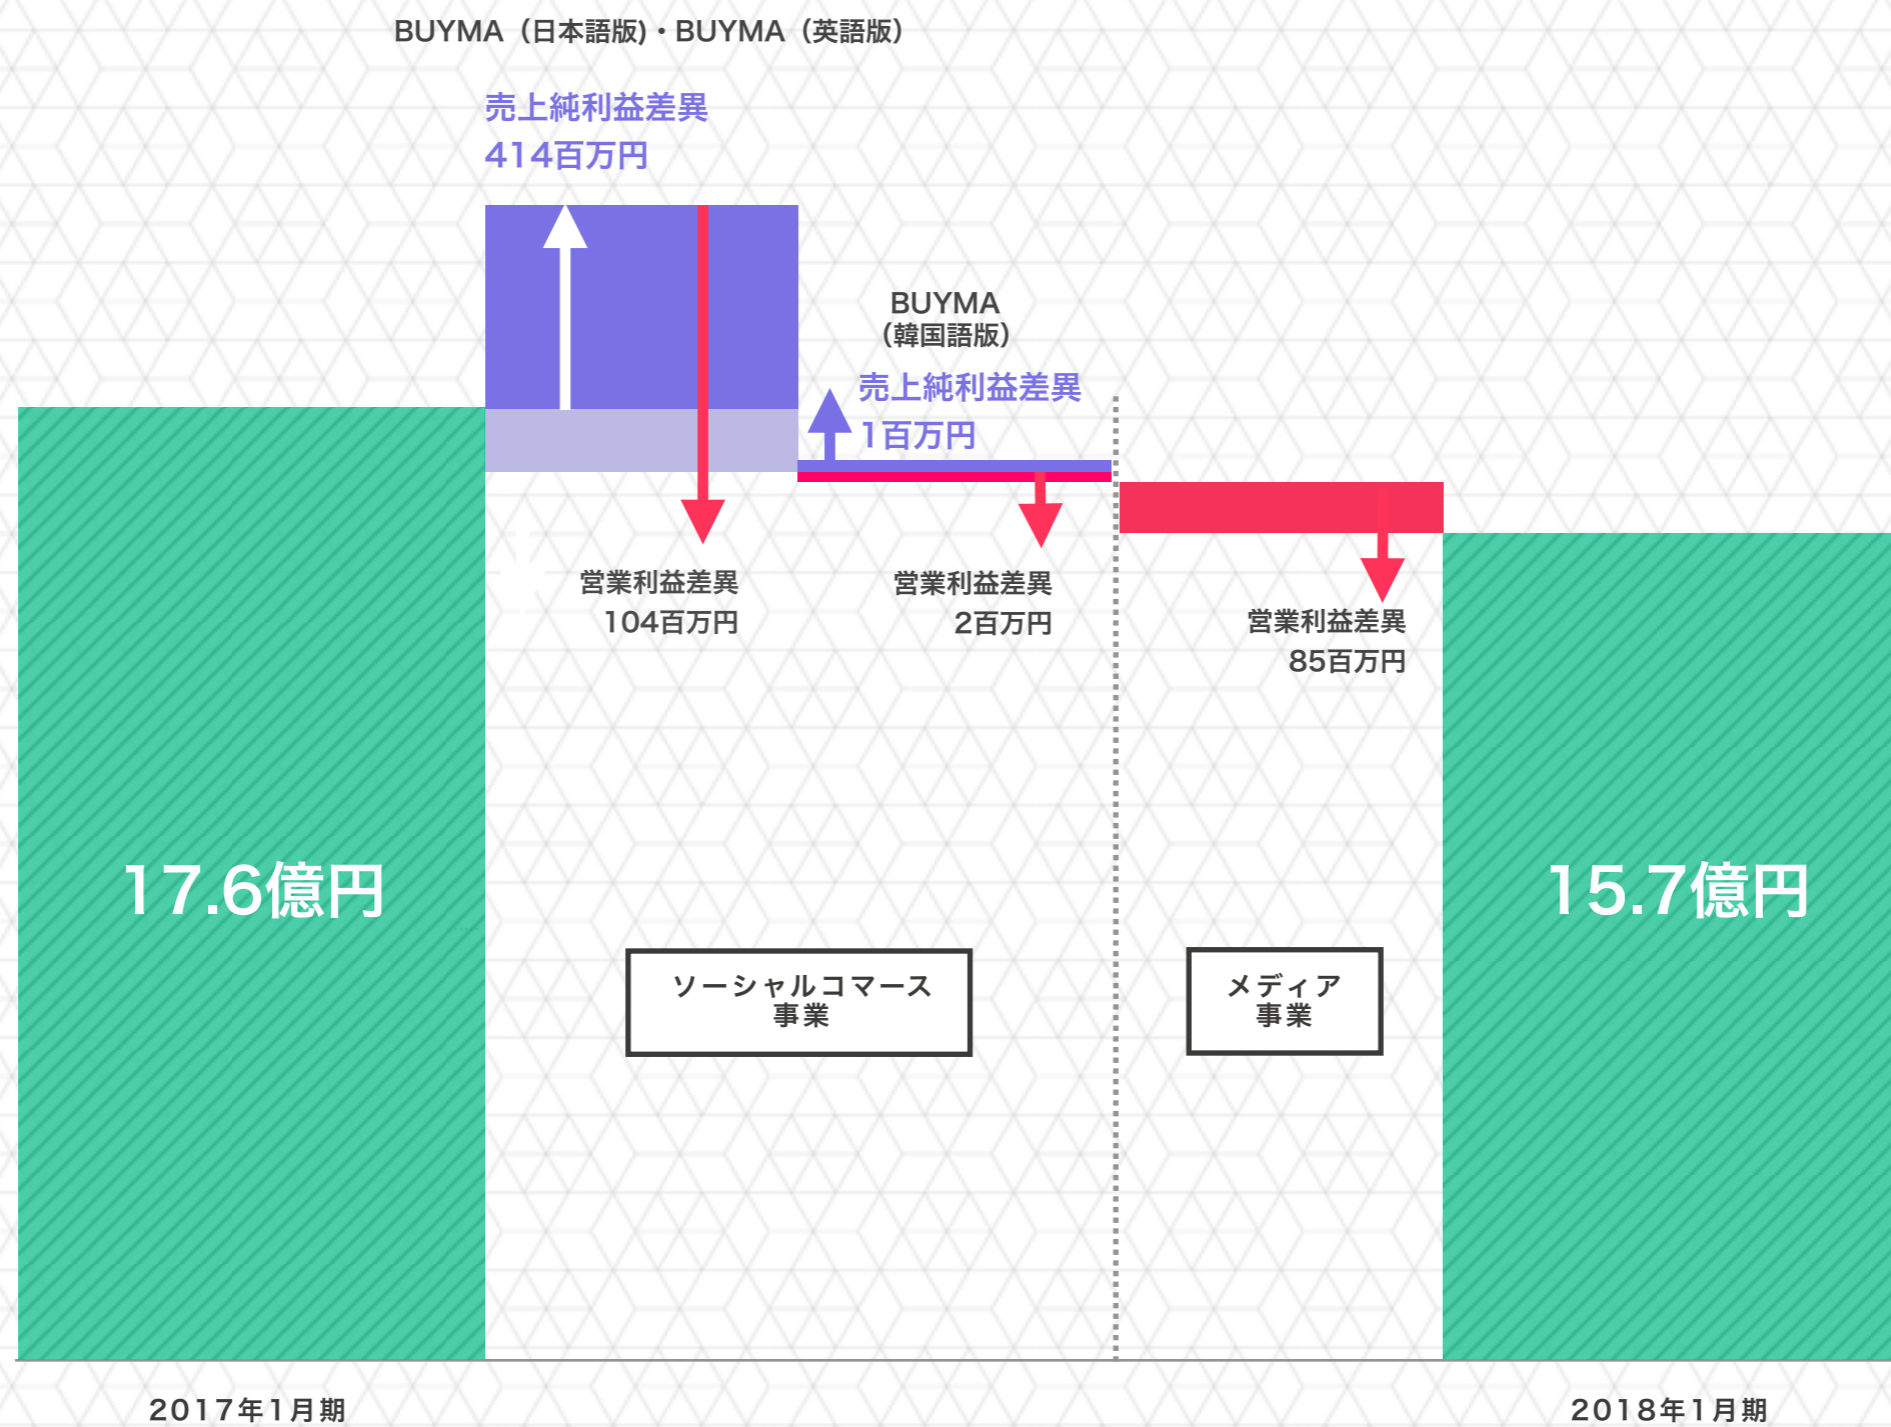 BUYMA（日本語版)・BUYMA（英語版）
売上純利益差異
414百万円
BUYMA
（韓国語版）
売上純利益差異
1百万円
営業利益差異
104百万円
営業利益差異
2百万円
営業利益差異
85百万円
17.6億円
15.7億円
ソーシャルコマース
事業
メディア
事業
2017年1月期
2018年1月期